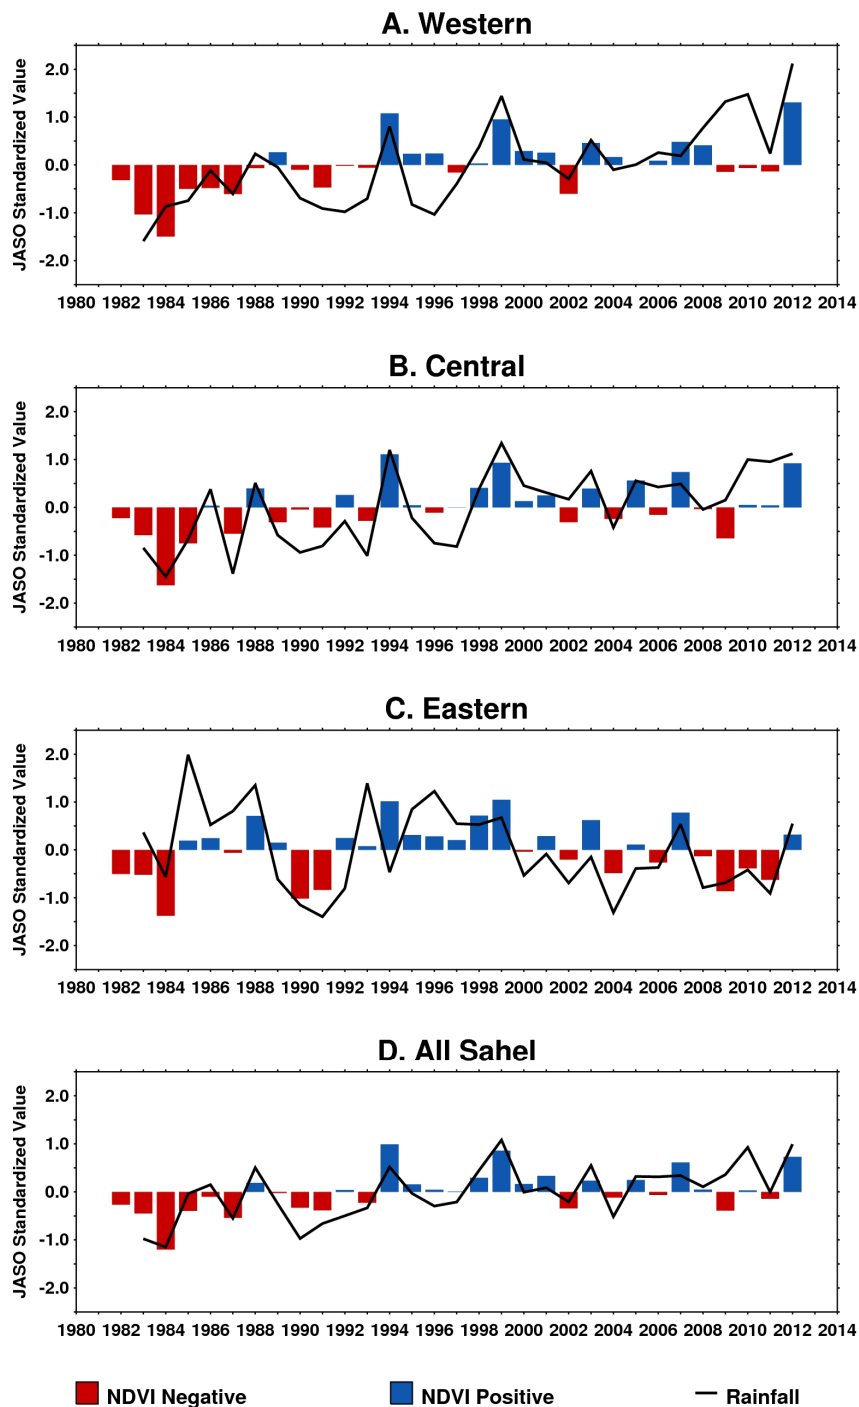 A. Western
JASO Standardized Value
2.0
1.0
0.0
-1.0
-2.0
1980 1982 1984 1986 1988 1990 1992 1994 1996 1998 2000 2002 2004 2006 2008 2010 2012 2014
B. Central
JASO Standardized Value
2.0
1.0
0.0
-1.0
-2.0
1980 1982 1984 1986 1988 1990 1992 1994 1996 1998 2000 2002 2004 2006 2008 2010 2012 2014
C. Eastern
JASO Standardized Value
2.0
1.0
0.0
-1.0
-2.0
1980 1982 1984 1986 1988 1990 1992 1994 1996 1998 2000 2002 2004 2006 2008 2010 2012 2014
D. All Sahel
JASO Standardized Value
2.0
1.0
0.0
-1.0
-2.0
1980 1982 1984 1986 1988 1990 1992 1994 1996 1998 2000 2002 2004 2006 2008 2010 2012 2014
NDVI Negative NDVI Positive Rainfall